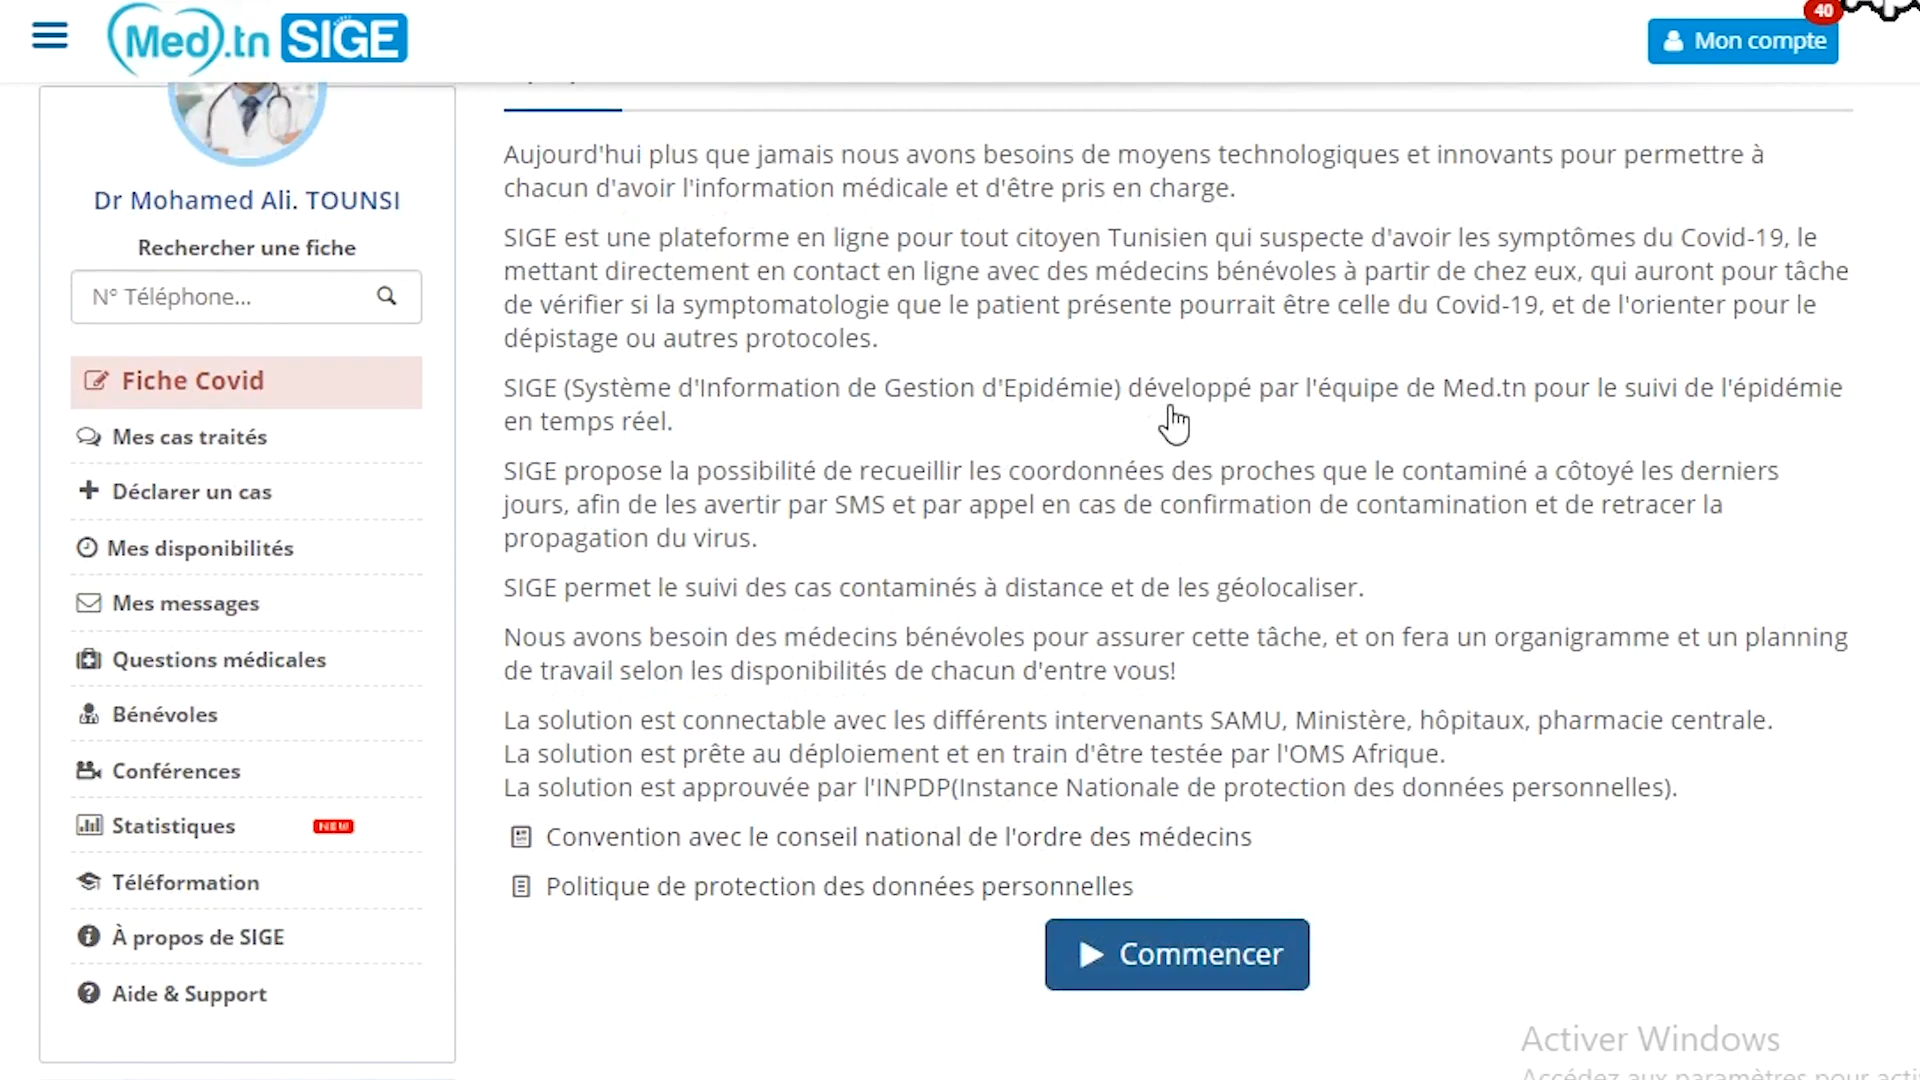 Med.tn SIGE
40
Mon compte
Dr Mohamed Ali. TOUNSI
Rechercher une fiche
N° Téléphone...
Fiche Covid
Mes cas traités
Déclarer un cas
Mes disponibilités
Mes messages
Questions médicales
Bénévoles
Conférences
Statistiques NEW
Téléformation
À propos de SIGE
Aide & Support
Aujourd'hui plus que jamais nous avons besoins de moyens technologiques et innovants pour permettre à
chacun d'avoir l'information médicale et d'être pris en charge.
SIGE est une plateforme en ligne pour tout citoyen Tunisien qui suspecte d'avoir les symptômes du Covid-19, le
mettant directement en contact en ligne avec des médecins bénévoles à partir de chez eux, qui auront pour tâche
de vérifier si la symptomatologie que le patient présente pourrait être celle du Covid-19, et de l'orienter pour le
dépistage ou autres protocoles.
SIGE (Système d'Information de Gestion d'Epidémie) développé par l'équipe de Med.tn pour le suivi de l'épidémie
en temps réel.
SIGE propose la possibilité de recueillir les coordonnées des proches que le contaminé a côtoyé les derniers
jours, afin de les avertir par SMS et par appel en cas de confirmation de contamination et de retracer la
propagation du virus.
SIGE permet le suivi des cas contaminés à distance et de les géolocaliser.
Nous avons besoin des médecins bénévoles pour assurer cette tâche, et on fera un organigramme et un planning
de travail selon les disponibilités de chacun d'entre vous!
La solution est connectable avec les différents intervenants SAMU, Ministère, hôpitaux, pharmacie centrale.
La solution est prête au déploiement et en train d'être testée par l'OMS Afrique.
La solution est approuvée par l'INPDP(Instance Nationale de protection des données personnelles).
Convention avec le conseil national de l'ordre des médecins
Politique de protection des données personnelles
Commencer
Activer Windows
Accédez aux paramètres pour